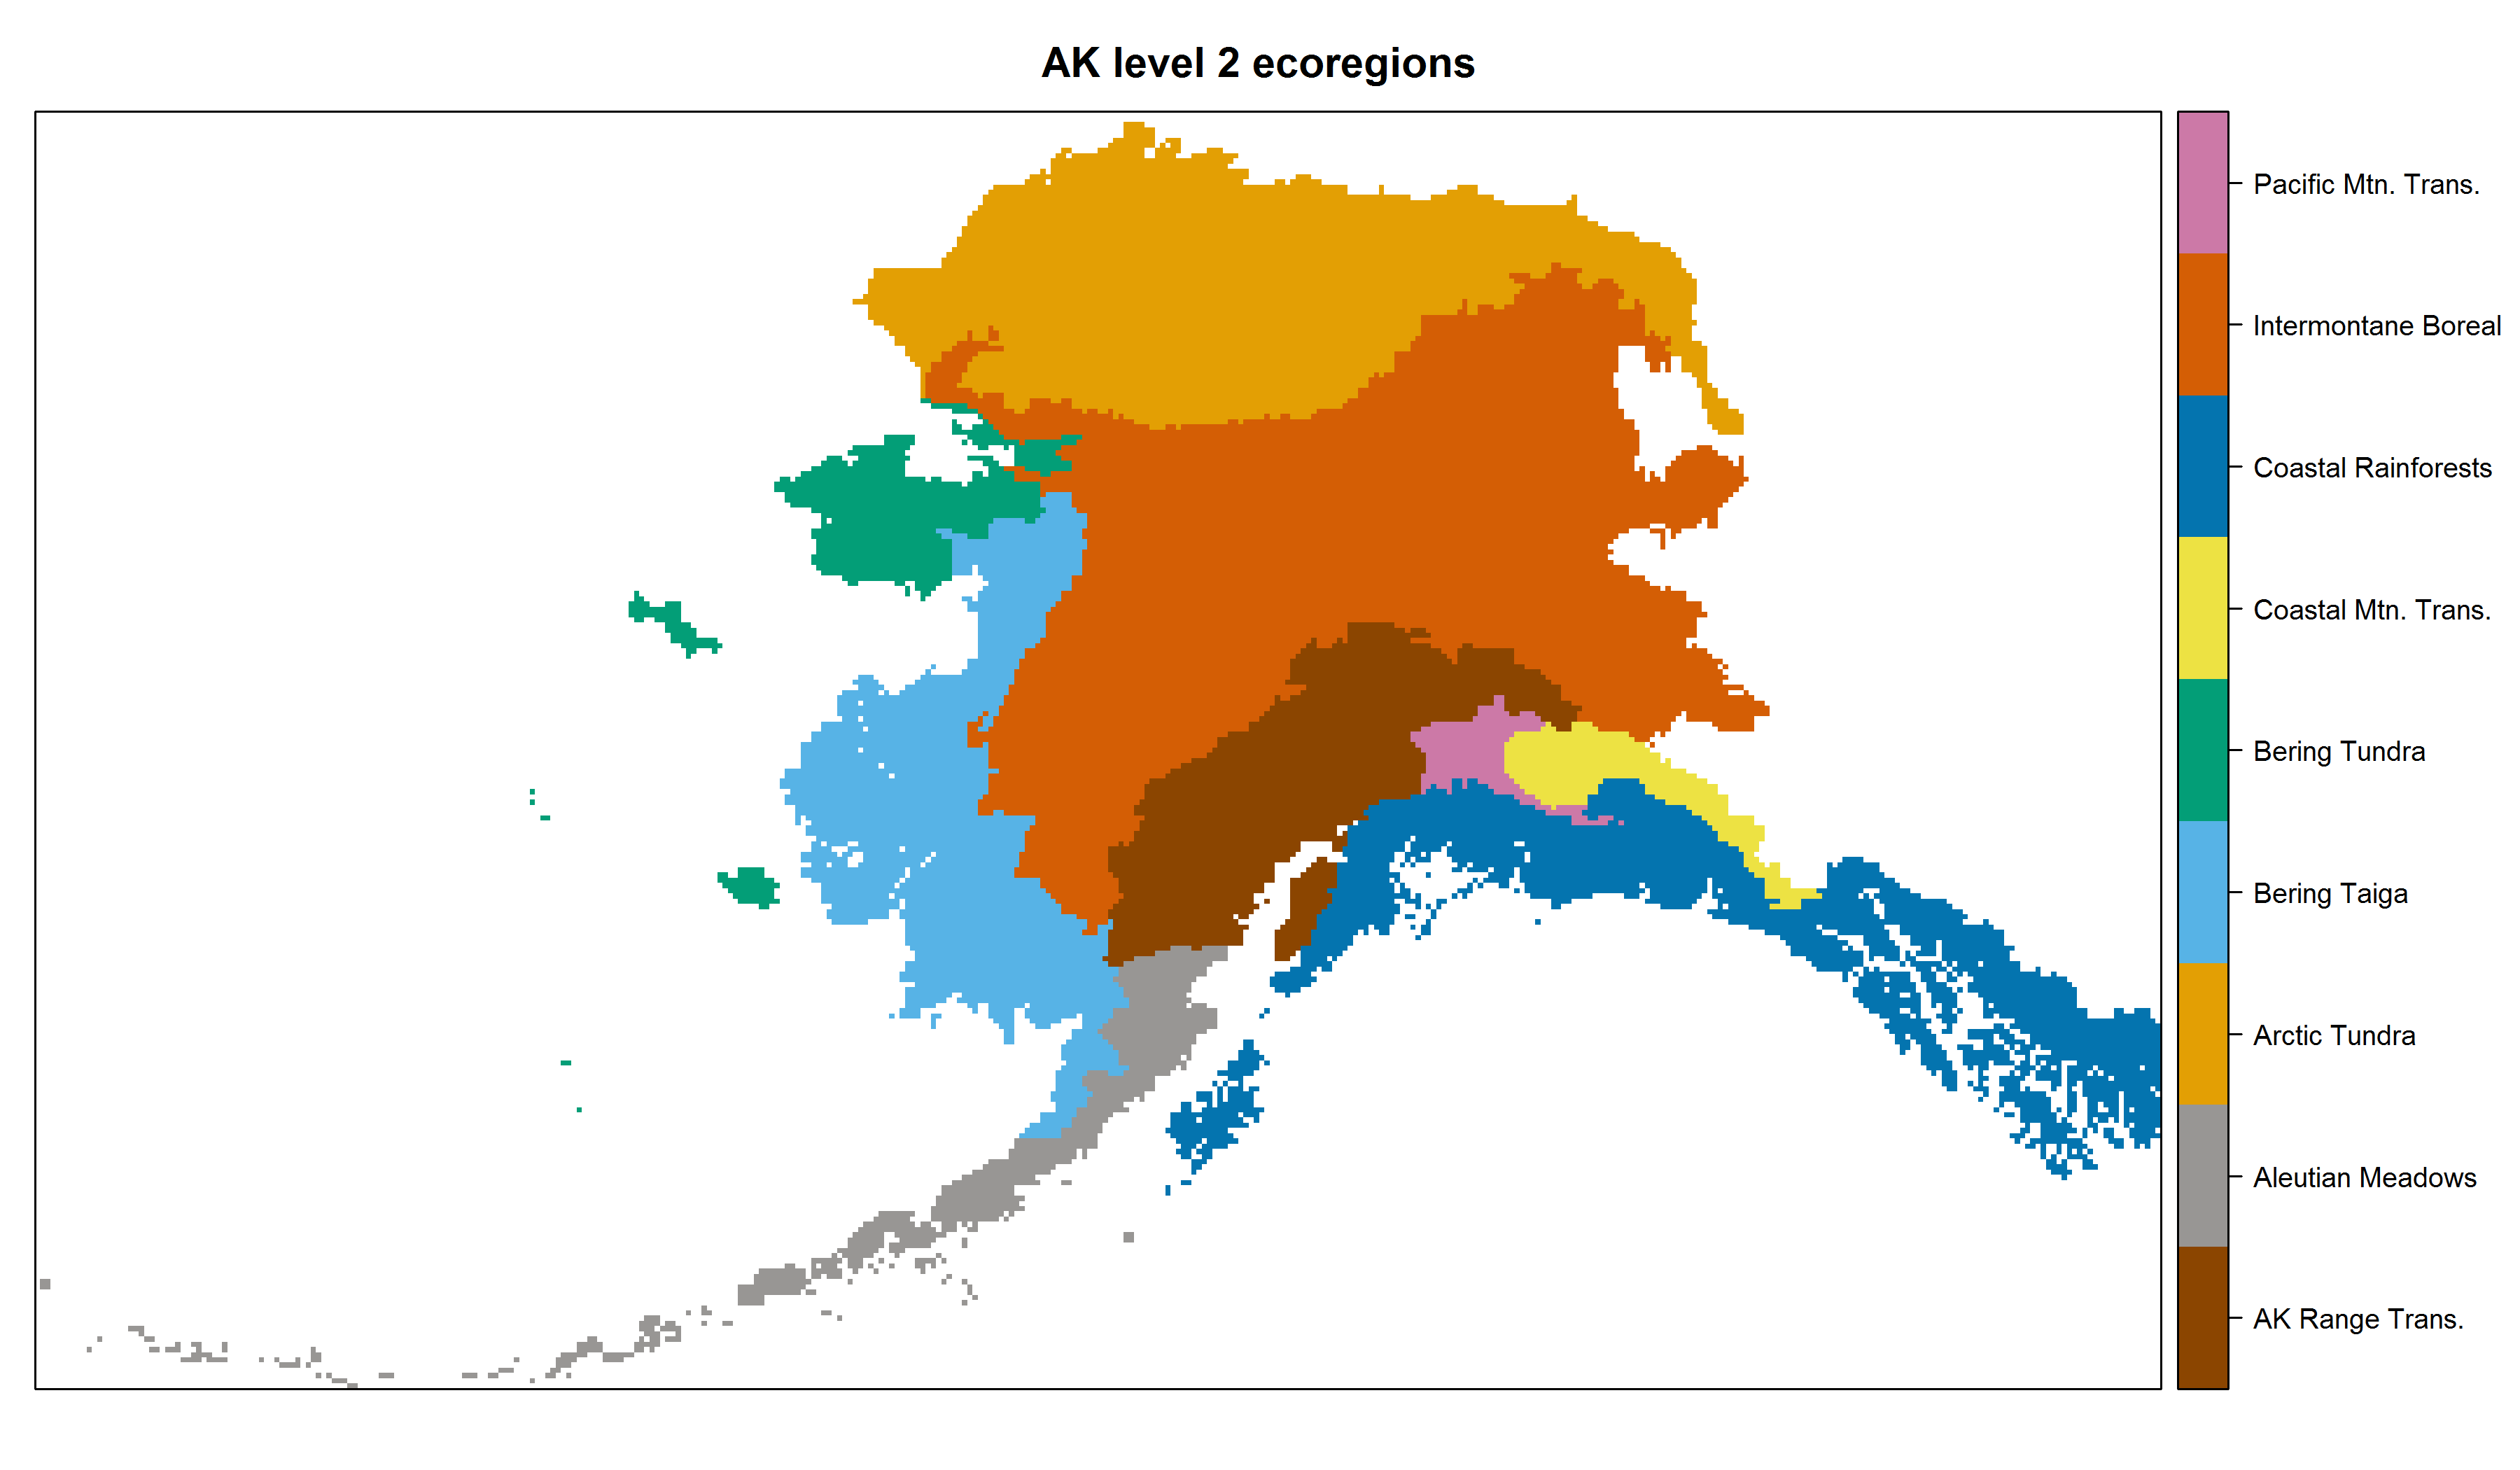 AK level 2 ecoregions
Pacific Mtn. Trans.
Intermontane Boreal
Coastal Rainforests
Coastal Mtn. Trans.
Bering Tundra
Bering Taiga
Arctic Tundra
Aleutian Meadows
AK Range Trans.